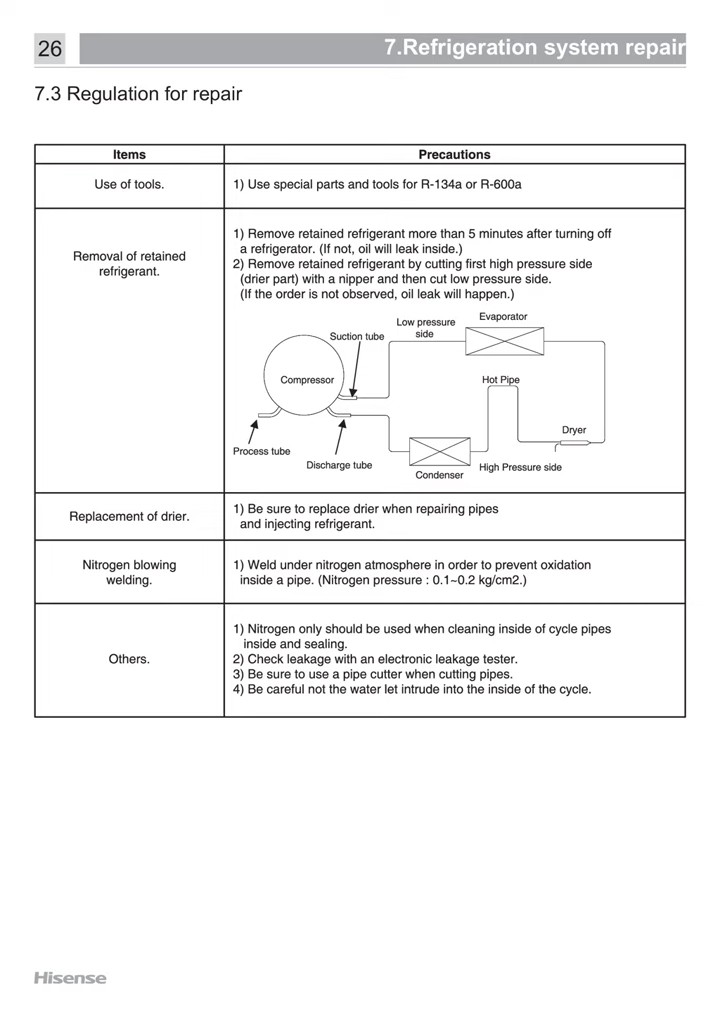 26
7.Refrigeration system repair
7.3 Regulation for repair
Items
Precautions
Use of tools.
1) Use special parts and tools for R-134a or R-600a
Removal of retained
refrigerant.
1) Remove retained refrigerant more than 5 minutes after turning off
a refrigerator. (If not, oil will leak inside.)
2) Remove retained refrigerant by cutting first high pressure side
(drier part) with a nipper and then cut low pressure side.
(If the order is not observed, oil leak will happen.)
Evaporator
Low pressure
side
Suction tube
Compressor
Hot Pipe
Dryer
Process tube
Discharge tube
Condenser
High Pressure side
Replacement of drier.
1) Be sure to replace drier when repairing pipes
and injecting refrigerant.
Nitrogen blowing
welding.
1) Weld under nitrogen atmosphere in order to prevent oxidation
inside a pipe. (Nitrogen pressure : 0.1~0.2 kg/cm2.)
Others.
1) Nitrogen only should be used when cleaning inside of cycle pipes
inside and sealing.
2) Check leakage with an electronic leakage tester.
3) Be sure to use a pipe cutter when cutting pipes.
4) Be careful not the water let intrude into the inside of the cycle.
Hisense